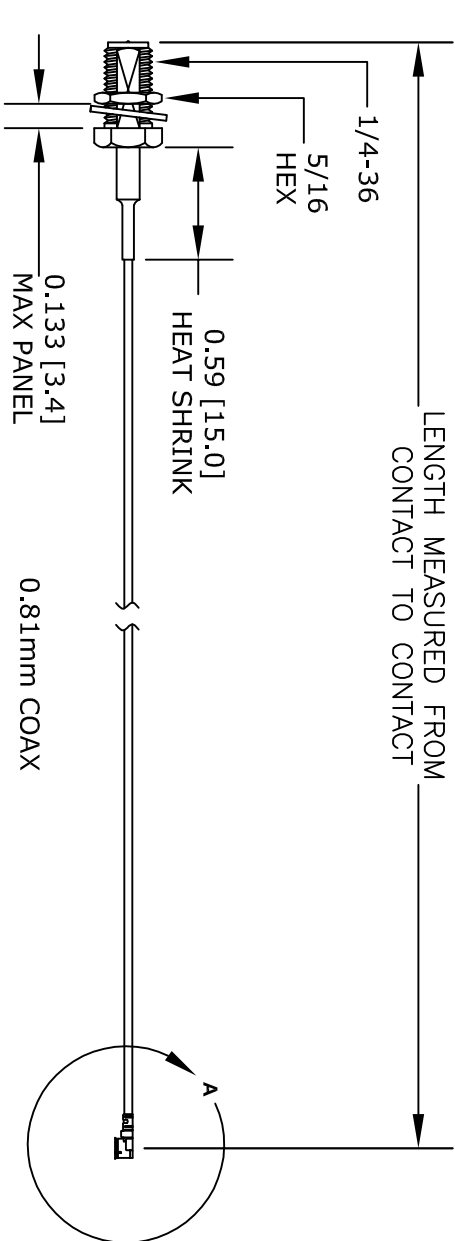 LENGTH MEASURED FROM
CONTACT TO CONTACT
1/4-36
5/16
HEX
0.59 [15.0]
HEAT SHRINK
0.133 [3.4]
MAX PANEL
0.81mm COAX
A